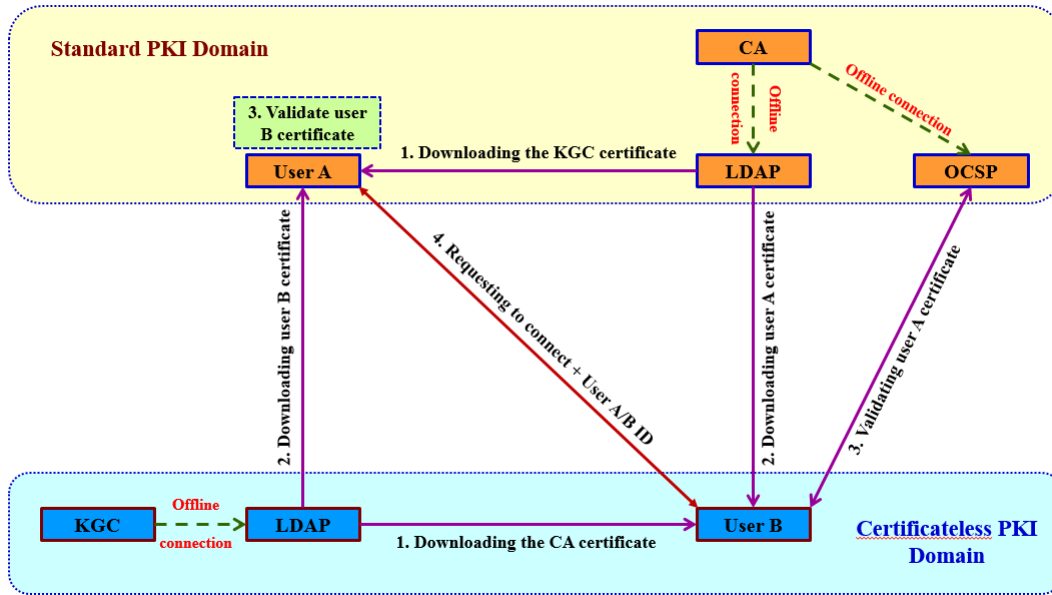 Standard PKI Domain
CA
Offline
connection
Offline connection
3. Validate user
B certificate
1. Downloading the KGC certificate
User A
LDAP
OCSP
2. Downloading user B certificate
4. Requesting to connect + User A/B ID
2. Downloading user A certificate
3. Validating user A certificate
KGC
Offline
connection
LDAP
1. Downloading the CA certificate
User B
Certificateless PKI
Domain